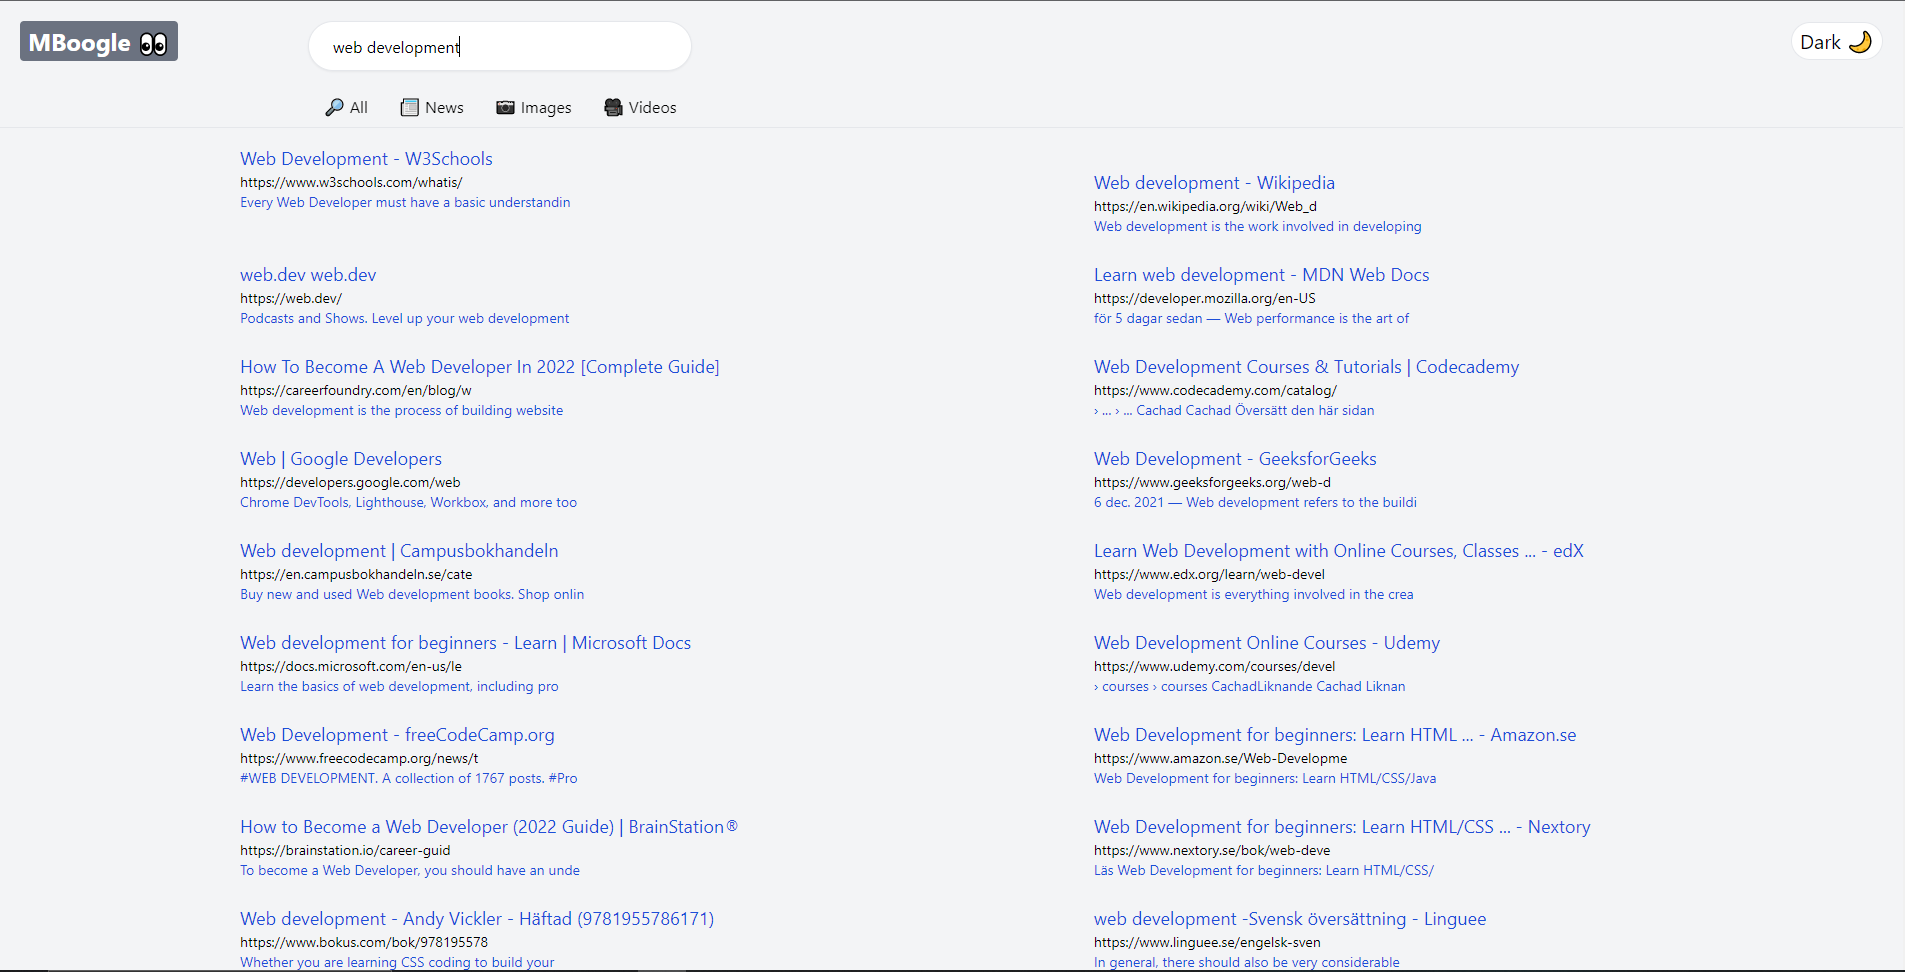 MBoogle
web development
Dark
All
News
Images
Videos
Web Development - W3Schools
https://www.w3schools.com/whatis/
Every Web Developer must have a basic understandin
Web development - Wikipedia
https://en.wikipedia.org/wiki/Web_d
Web development is the work involved in developing
web.dev web.dev
https://web.dev/
Podcasts and Shows. Level up your web development
Learn web development - MDN Web Docs
https://developer.mozilla.org/en-US
för 5 dagar sedan — Web performance is the art of
How To Become A Web Developer In 2022 [Complete Guide]
https://careerfoundry.com/en/blog/w
Web development is the process of building website
Web Development Courses & Tutorials | Codecademy
https://www.codecademy.com/catalog/
› ... › ... Cachad Cachad Översätt den här sidan
Web | Google Developers
https://developers.google.com/web
Chrome DevTools, Lighthouse, Workbox, and more too
Web Development - GeeksforGeeks
https://www.geeksforgeeks.org/web-d
6 dec. 2021 — Web development refers to the buildi
Web development | Campusbokhandeln
https://en.campusbokhandeln.se/cate
Buy new and used Web development books. Shop onlin
Learn Web Development with Online Courses, Classes ... - edX
https://www.edx.org/learn/web-devel
Web development is everything involved in the crea
Web development for beginners - Learn | Microsoft Docs
https://docs.microsoft.com/en-us/le
Learn the basics of web development, including pro
Web Development Online Courses - Udemy
https://www.udemy.com/courses/devel
› courses › courses CachadLiknande Cachad Liknan
Web Development - freeCodeCamp.org
https://www.freecodecamp.org/news/t
#WEB DEVELOPMENT. A collection of 1767 posts. #Pro
Web Development for beginners: Learn HTML ... - Amazon.se
https://www.amazon.se/Web-Developme
Web Development for beginners: Learn HTML/CSS/Java
How to Become a Web Developer (2022 Guide) | BrainStation®
https://brainstation.io/career-guid
To become a Web Developer, you should have an unde
Web Development for beginners: Learn HTML/CSS ... - Nextory
https://www.nextory.se/bok/web-deve
Läs Web Development for beginners: Learn HTML/CSS/
Web development - Andy Vickler - Häftad (9781955786171)
https://www.bokus.com/bok/978195578
Whether you are learning CSS coding to build your
web development -Svensk översättning - Linguee
https://www.linguee.se/engelsk-sven
In general, there should also be very considerable